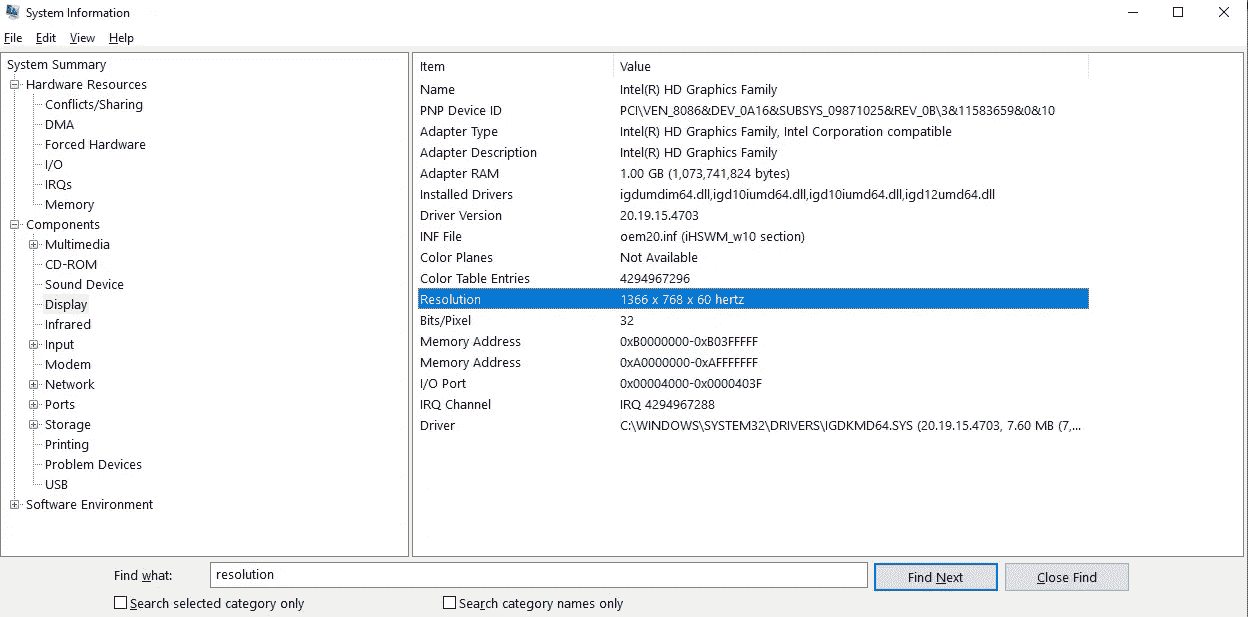 System Information
File Edit View Help
System Summary
Hardware Resources
Conflicts/Sharing
DMA
Forced Hardware
I/O
IRQs
Memory
Components
Multimedia
CD-ROM
Sound Device
Display
Infrared
Input
Modem
Network
Ports
Storage
Printing
Problem Devices
USB
Software Environment
Item Value
Name Intel(R) HD Graphics Family
PNP Device ID PCI\VEN_8086&DEV_0A16&SUBSYS_09871025&REV_0B\3&11583659&0&10
Adapter Type Intel(R) HD Graphics Family, Intel Corporation compatible
Adapter Description Intel(R) HD Graphics Family
Adapter RAM 1.00 GB (1,073,741,824 bytes)
Installed Drivers igdumdim64.dll,igd10iumd64.dll,igd10iumd64.dll,igd12umd64.dll
Driver Version 20.19.15.4703
INF File oem20.inf (iHSWM_w10 section)
Color Planes Not Available
Color Table Entries 4294967296
Resolution 1366 x 768 x 60 hertz
Bits/Pixel 32
Memory Address 0xB0000000-0xB03FFFFF
Memory Address 0xA0000000-0xAFFFFFFF
I/O Port 0x00004000-0x0000403F
IRQ Channel IRQ 4294967288
Driver C:\WINDOWS\SYSTEM32\DRIVERS\IGDKMD64.SYS (20.19.15.4703, 7.60 MB (7,...
Find what: resolution Find Next Close Find
Search selected category only Search category names only